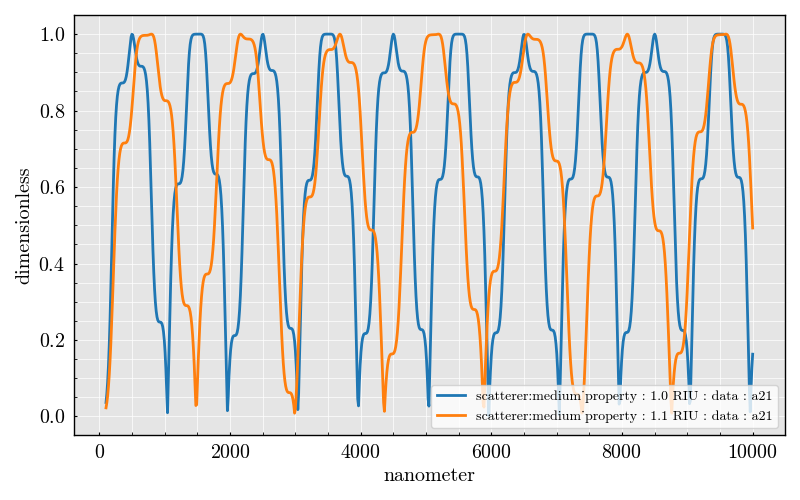 1.0
0.8
0.6
0.4
0.2
0.0
dimensionless
0 2000 4000 6000 8000 10000
nanometer
scatterer:medium˙property : 1.0 RIU : data : a21
scatterer:medium˙property : 1.1 RIU : data : a21